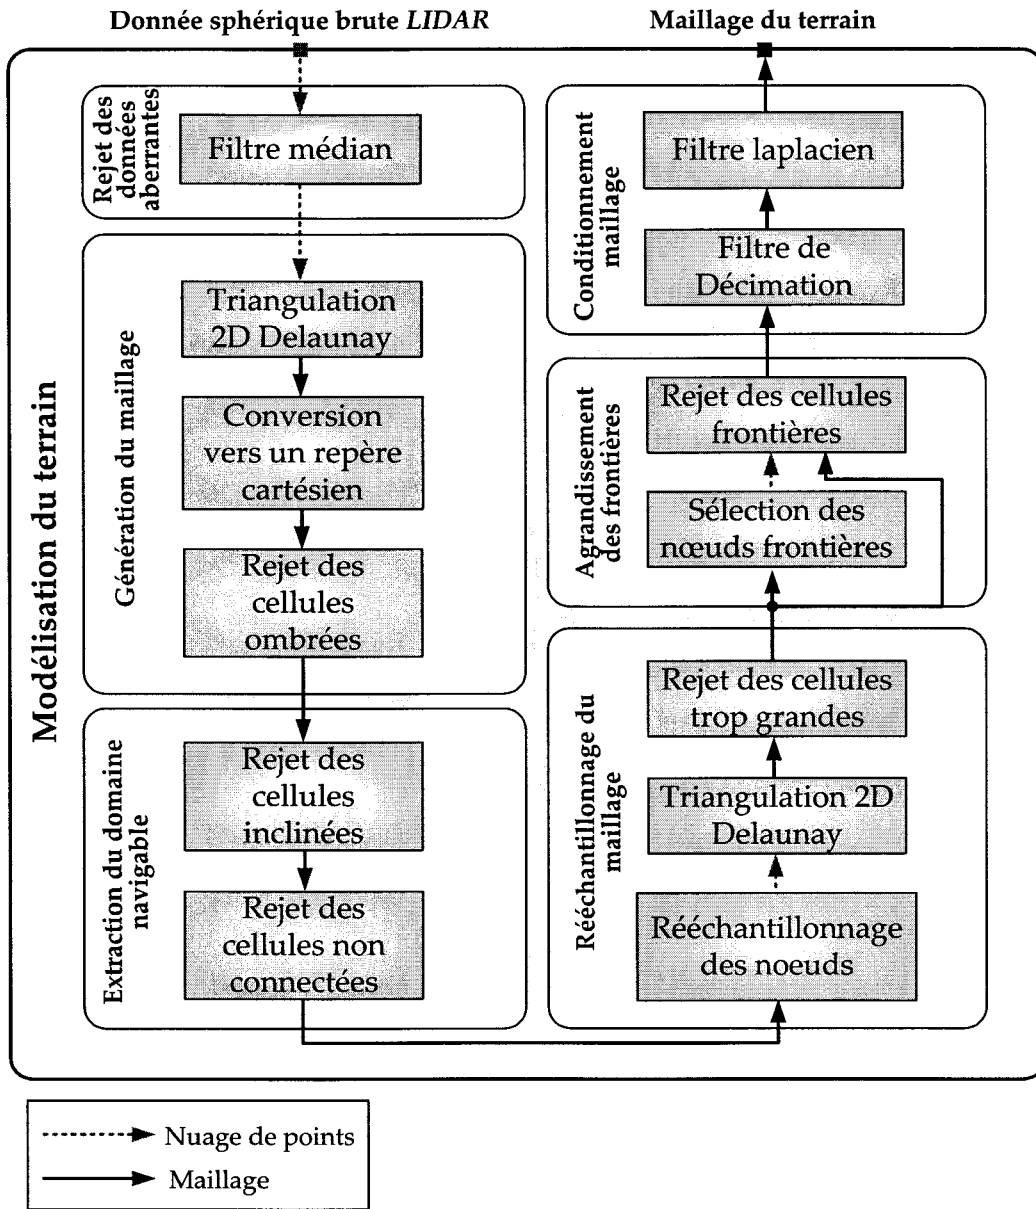 Donnée sphérique brute LIDAR
Maillage du terrain
Modélisation du terrain
Rejet des
données
aberrantes
Filtre médian
Génération du maillage
Triangulation
2D Delaunay
Conversion
vers un repère
cartésien
Rejet des
cellules
ombrées
Extraction du domaine
navigable
Rejet des
cellules
inclinées
Rejet des
cellules non
connectées
Conditionnement
maillage
Filtre laplacien
Filtre de
Décimation
Agrandissement
des frontières
Rejet des cellules
frontières
Sélection des
nœuds frontières
Rééchantillonnage du
maillage
Rejet des cellules
trop grandes
Triangulation 2D
Delaunay
Rééchantillonnage
des noeuds
Nuage de points
Maillage